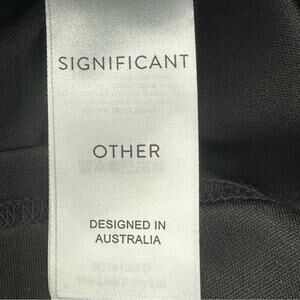 SIGNIFICANT
OTHER
DESIGNED IN
AUSTRALIA